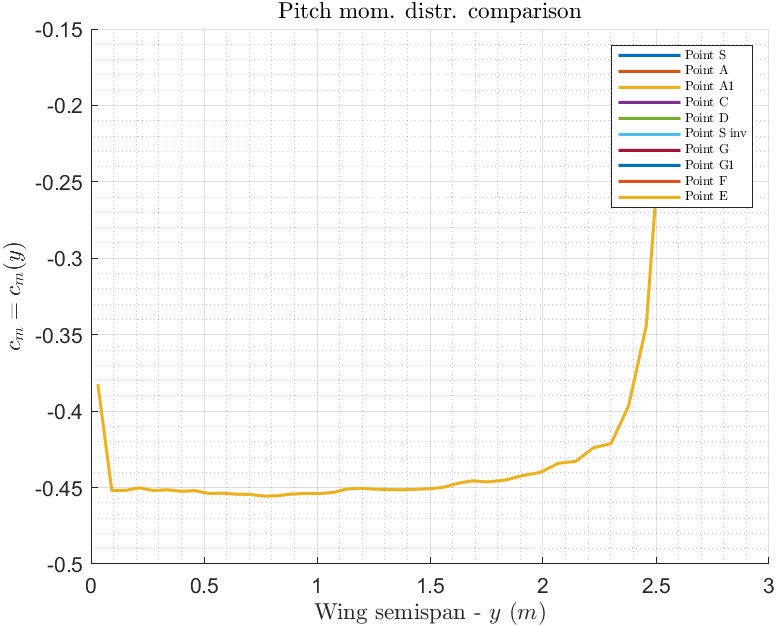 Pitch mom. distr. comparison
-0.15
-0.2
-0.25
-0.3
-0.35
-0.4
-0.45
-0.5
c_m = c_m(y)
Point S
Point A
Point A1
Point C
Point D
Point S inv
Point G
Point G1
Point F
Point E
0 0.5 1 1.5 2 2.5 3
Wing semispan - y (m)